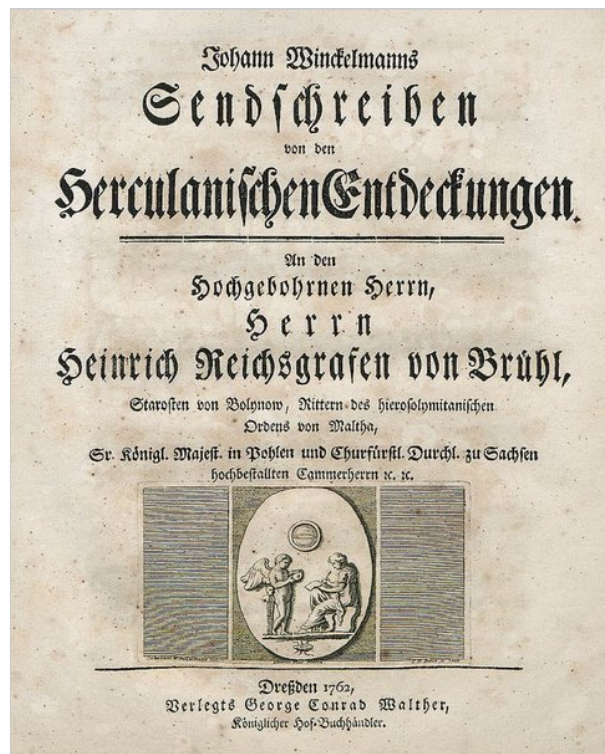 Johann Winckelmanns
Sendschreiben
von den
Herculanischen Entdeckungen.
An den
Hochgebohrnen Herrn,
Herrn
Heinrich Reichsgrafen von Brühl,
Starosten von Bolynow, Rittern des hierosolymitanischen
Ordens von Maltha,
Sr. Königl. Majest. in Pohlen und Churfürstl. Durchl. zu Sachsen
hochbestallten Cammerherrn ꝛc. ꝛc.
Dreßden 1762,
Verlegts George Conrad Walther,
Königlicher Hof-Buchhändler.